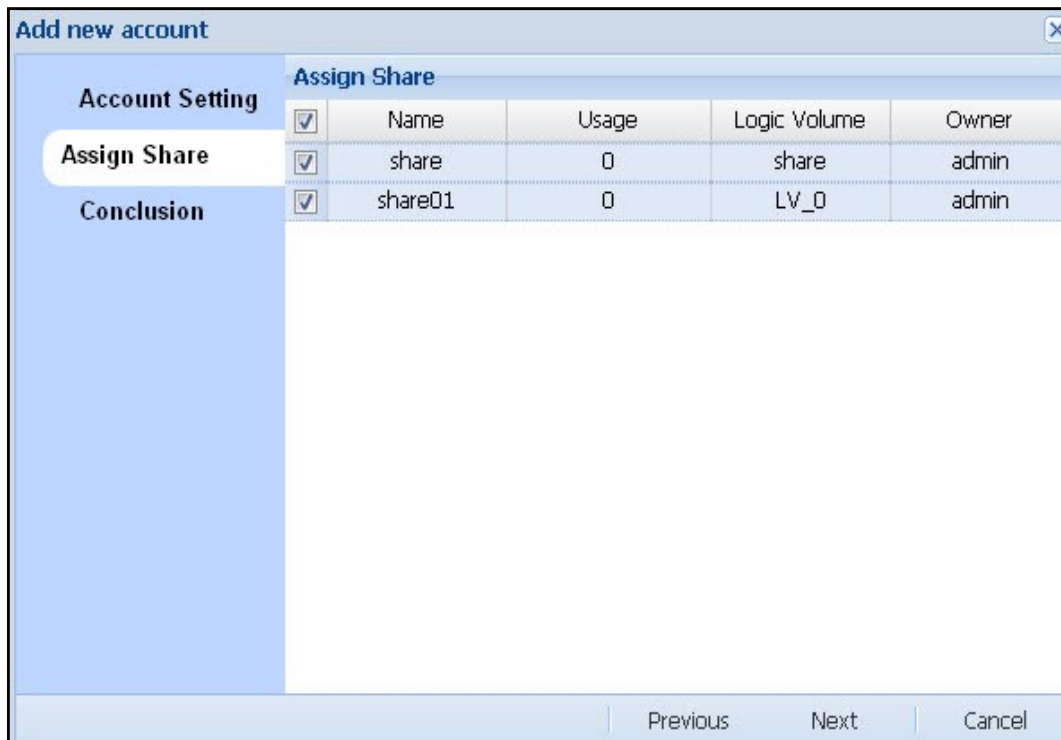 Add new account
Account Setting
Assign Share
Conclusion
Assign Share
Name Usage Logic Volume Owner
share 0 share admin
share01 0 LV_0 admin
Previous Next Cancel